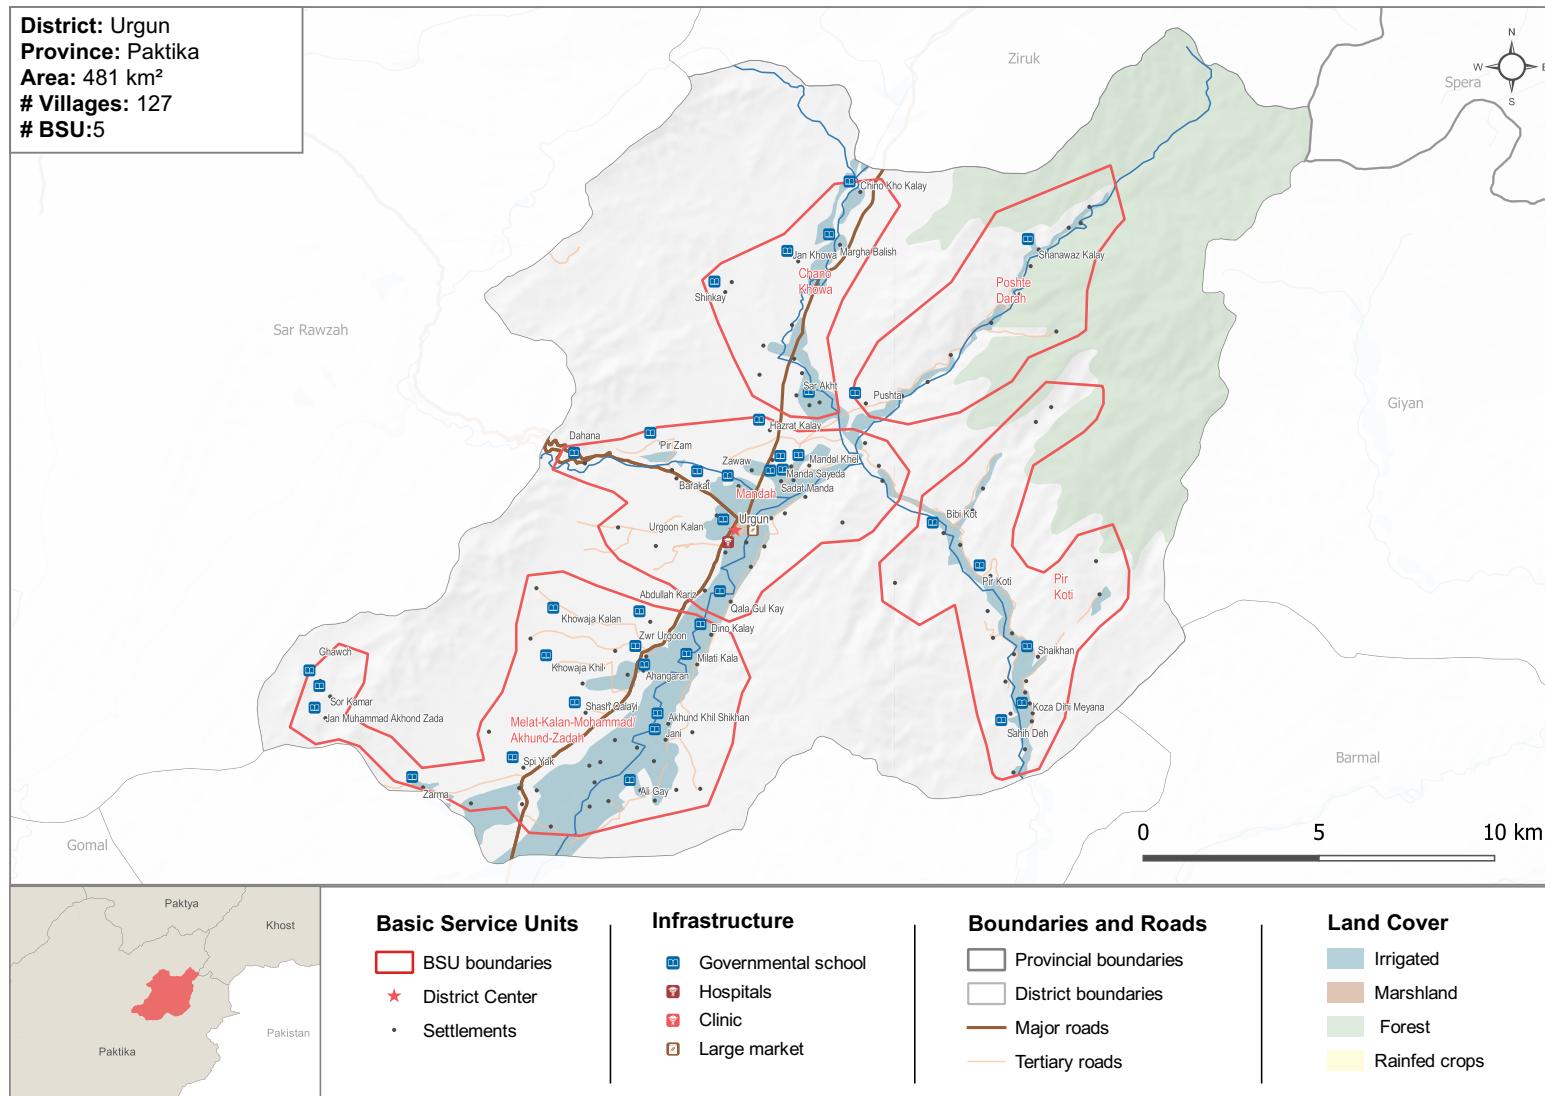 District: Urgun
Province: Paktika
Area: 481 km²
# Villages: 127
# BSU:5
Ziruk
Spera
N
W
E
S
Sar Rawzah
Giyan
Barmal
Gomal
Chino Kho Kalay
Margha Balish
Jan Khowa
Chano
Khowa
Shinkay
Shanawaz Kalay
Poshte
Darah
Sar Akht
Pushta
Hazrat Kalay
Dahana
Pir Zam
Zawaw
Mandal Khel
Manda Sayeda
Sadat Manda
Barakat
Mandah
Urgoon Kalan
Urgun
Bibi Kot
Pir Koti
Pir
Koti
Abdullah Kariz
Qala Gul Kay
Khowaja Kalan
Dino Kalay
Zwr Urgoon
Milati Kala
Khowaja Khil
Ahangaran
Shaikhan
Ghawch
Sor Kamar
Jan Muhammad Akhond Zada
Shash Qalayi
Melat-Kalan-Mohammad/
Akhund-Zadah
Akhund Khil Shikhan
Jani
Koza Dihi Meyana
Sahih Deh
Spi Yak
Zarma
Ali Gay
0 5 10 km
Paktya
Khost
Pakistan
Paktika
Basic Service Units
BSU boundaries
District Center
Settlements
Infrastructure
Governmental school
Hospitals
Clinic
Large market
Boundaries and Roads
Provincial boundaries
District boundaries
Major roads
Tertiary roads
Land Cover
Irrigated
Marshland
Forest
Rainfed crops